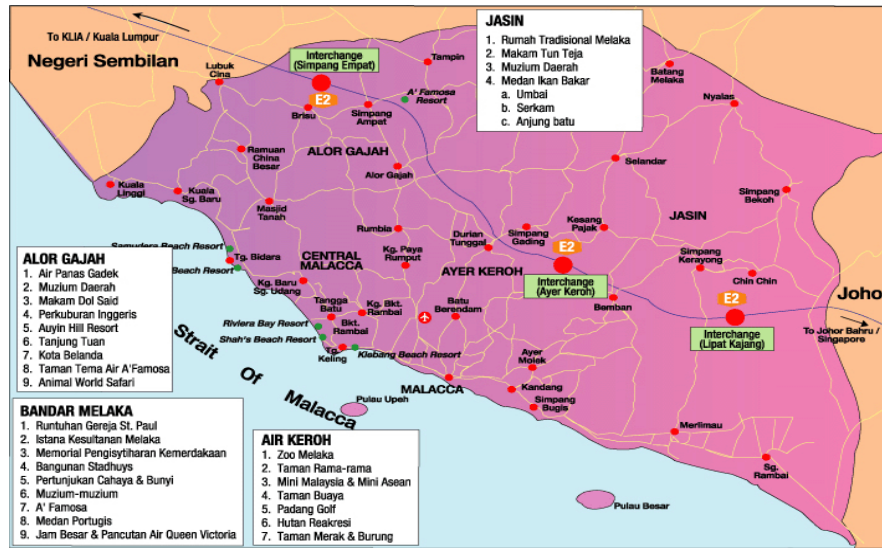 To KLIA / Kuala Lumpur
Negeri Sembilan
Lubuk
Cina
Interchange
(Simpang Empat)
E2
Tampin
A' Famosa
Resort
Brisu
Simpang
Ampat
JASIN
1. Rumah Tradisional Melaka
2. Makam Tun Teja
3. Muzium Daerah
4. Medan Ikan Bakar
a. Umbai
b. Serkam
c. Anjung batu
Batang
Melaka
Nyalas
Ramuan
China
Besar
ALOR GAJAH
Alor Gajah
Selandar
Kuala
Linggi
Kuala
Sg. Baru
Masjid
Tanah
Simpang
Bekoh
JASIN
Rumbia
Durian
Tunggal
Simpang
Gading
Kesang
Pajak
E2
Samudera Beach Resort
Tg. Bidara
Beach Resort
CENTRAL
MALACCA
Kg. Paya
Rumput
AYER KEROH
Interchange
(Ayer Keroh)
Simpang
Kerayong
Chin Chin
Kg. Baru
Sg. Udang
Tangga
Batu
Kg. Bkt.
Rambai
Batu
Berendam
Bemban
E2
Interchange
(Lipat Kajang)
Joho
To Johor Bahru /
Singapore
Riviera Bay Resort
Bkt.
Rambai
Shah's Beach Resort
Tg.
Keling
Klebang Beach Resort
Ayer
Molek
MALACCA
Kandang
Simpang
Bugis
Merlimau
Sg.
Rambai
Pulau Upeh
Pulau Besar
Strait Of Malacca
ALOR GAJAH
1. Air Panas Gadek
2. Muzium Daerah
3. Makam Dol Said
4. Perkuburan Inggeris
5. Auyin Hill Resort
6. Tanjung Tuan
7. Kota Belanda
8. Taman Tema Air A'Famosa
9. Animal World Safari
BANDAR MELAKA
1. Runtuhan Gereja St. Paul
2. Istana Kesultanan Melaka
3. Memorial Pengisytiharan Kemerdakaan
4. Bangunan Stadhuys
5. Pertunjukan Cahaya & Bunyi
6. Muzium-muzium
7. A' Famosa
8. Medan Portugis
9. Jam Besar & Pancutan Air Queen Victoria
AIR KEROH
1. Zoo Melaka
2. Taman Rama-rama
3. Mini Malaysia & Mini Asean
4. Taman Buaya
5. Padang Golf
6. Hutan Reakresi
7. Taman Merak & Burung